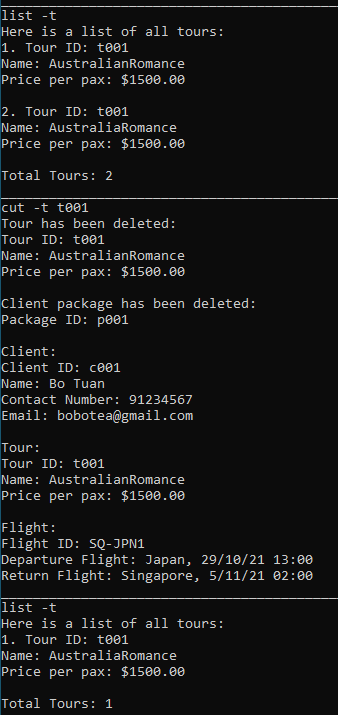 list -t
Here is a list of all tours:
1. Tour ID: t001
Name: AustralianRomance
Price per pax: $1500.00
2. Tour ID: t001
Name: AustraliaRomance
Price per pax: $1500.00
Total Tours: 2
cut -t t001
Tour has been deleted:
Tour ID: t001
Name: AustralianRomance
Price per pax: $1500.00
Client package has been deleted:
Package ID: p001
Client:
Client ID: c001
Name: Bo Tuan
Contact Number: 91234567
Email: bobotea@gmail.com
Tour:
Tour ID: t001
Name: AustralianRomance
Price per pax: $1500.00
Flight:
Flight ID: SQ-JPN1
Departure Flight: Japan, 29/10/21 13:00
Return Flight: Singapore, 5/11/21 02:00
list -t
Here is a list of all tours:
1. Tour ID: t001
Name: AustraliaRomance
Price per pax: $1500.00
Total Tours: 1